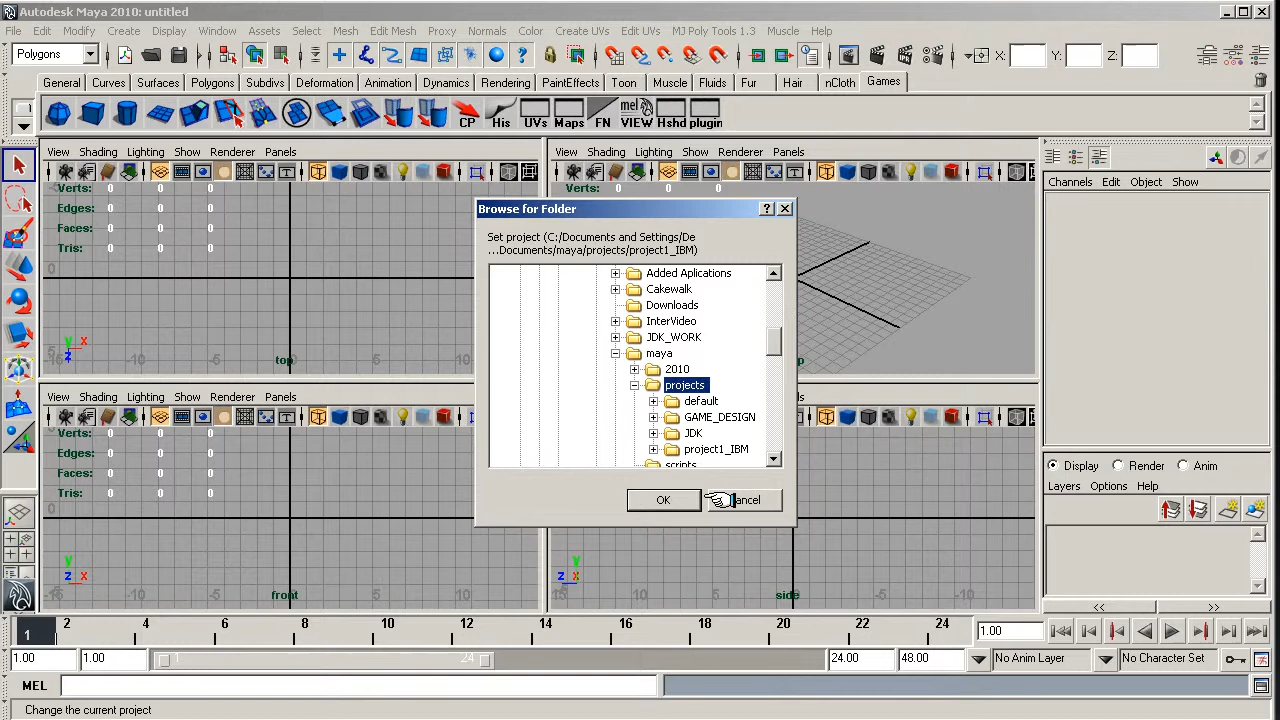 Autodesk Maya 2010: untitled
File Edit Modify Create Display Window Assets Select Mesh Edit Mesh Proxy Normals Color Create UVs Edit UVs MJ Poly Tools 1.3 Muscle Help
Polygons X: Y: Z:
General Curves Surfaces Polygons Subdivs Deformation Animation Dynamics Rendering PaintEffects Toon Muscle Fluids Fur Hair nCloth Games
CP His UVs Maps FN mel VIEW Hshd plugin
View Shading Lighting Show Renderer Panels
View Shading Lighting Show Renderer Panels
Verts: 0 0 0
Edges: 0 0 0
Faces: 0 0 0
Tris: 0 0 0
Verts: 0 0 0
-10 -5 5
top
Browse for Folder
Set project (C:/Documents and Settings/De
...Documents/maya/projects/project1_IBM)
Added Aplications
Cakewalk
Downloads
InterVideo
JDK_WORK
maya
2010
projects
default
GAME_DESIGN
JDK
project1_IBM
scripts
OK
Cancel
Channels Edit Object Show
Display Render Anim
Layers Options Help
View Shading Lighting Show Renderer Panels
Verts: 0 0 0
Edges: 0 0 0
Faces: 0 0 0
Tris: 0 0 0
-10 -5 5 10
front
side
-5 -10
1 2 4 6 8 10 12 14 16 18 20 22 24 1.00
1.00 1.00 1 24 24.00 48.00 No Anim Layer No Character Set
MEL
Change the current project